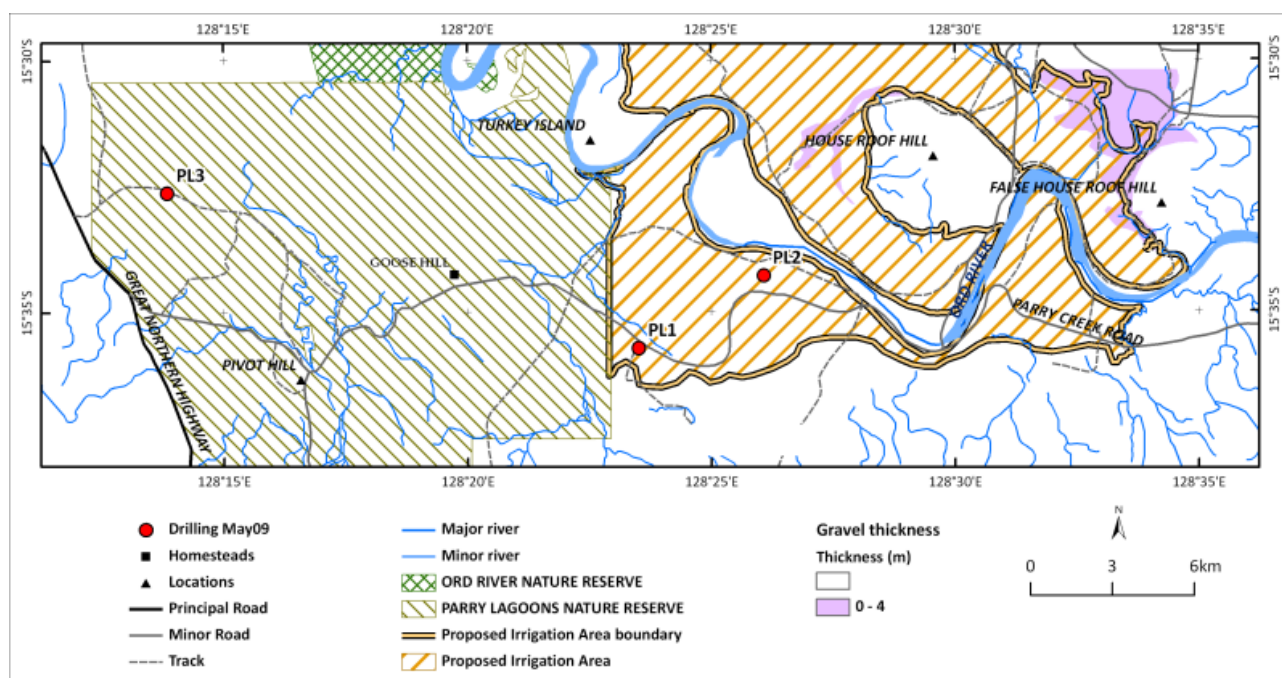 128°15'E 128°20'E 128°25'E 128°30'E 128°35'E
15°30'S
15°30'S
TURKEY ISLAND
HOUSE ROOF HILL
PL3
FALSE HOUSE ROOF HILL
GREAT NORTHERN HIGHWAY
GOOSE HILL
PL2
ORD RIVER
15°35'S
15°35'S
PARRY CREEK ROAD
PL1
PIVOT HILL
128°15'E 128°20'E 128°25'E 128°30'E 128°35'E
Drilling May09
Homesteads
Locations
Principal Road
Minor Road
Track
Major river
Minor river
ORD RIVER NATURE RESERVE
PARRY LAGOONS NATURE RESERVE
Proposed Irrigation Area boundary
Proposed Irrigation Area
Gravel thickness
Thickness (m)
0 - 4
N
0 3 6km